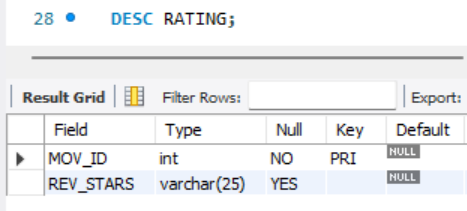 28 DESC RATING;
Result Grid Filter Rows: Export:
Field Type Null Key Default
MOV_ID int NO PRI NULL
REV_STARS varchar(25) YES NULL